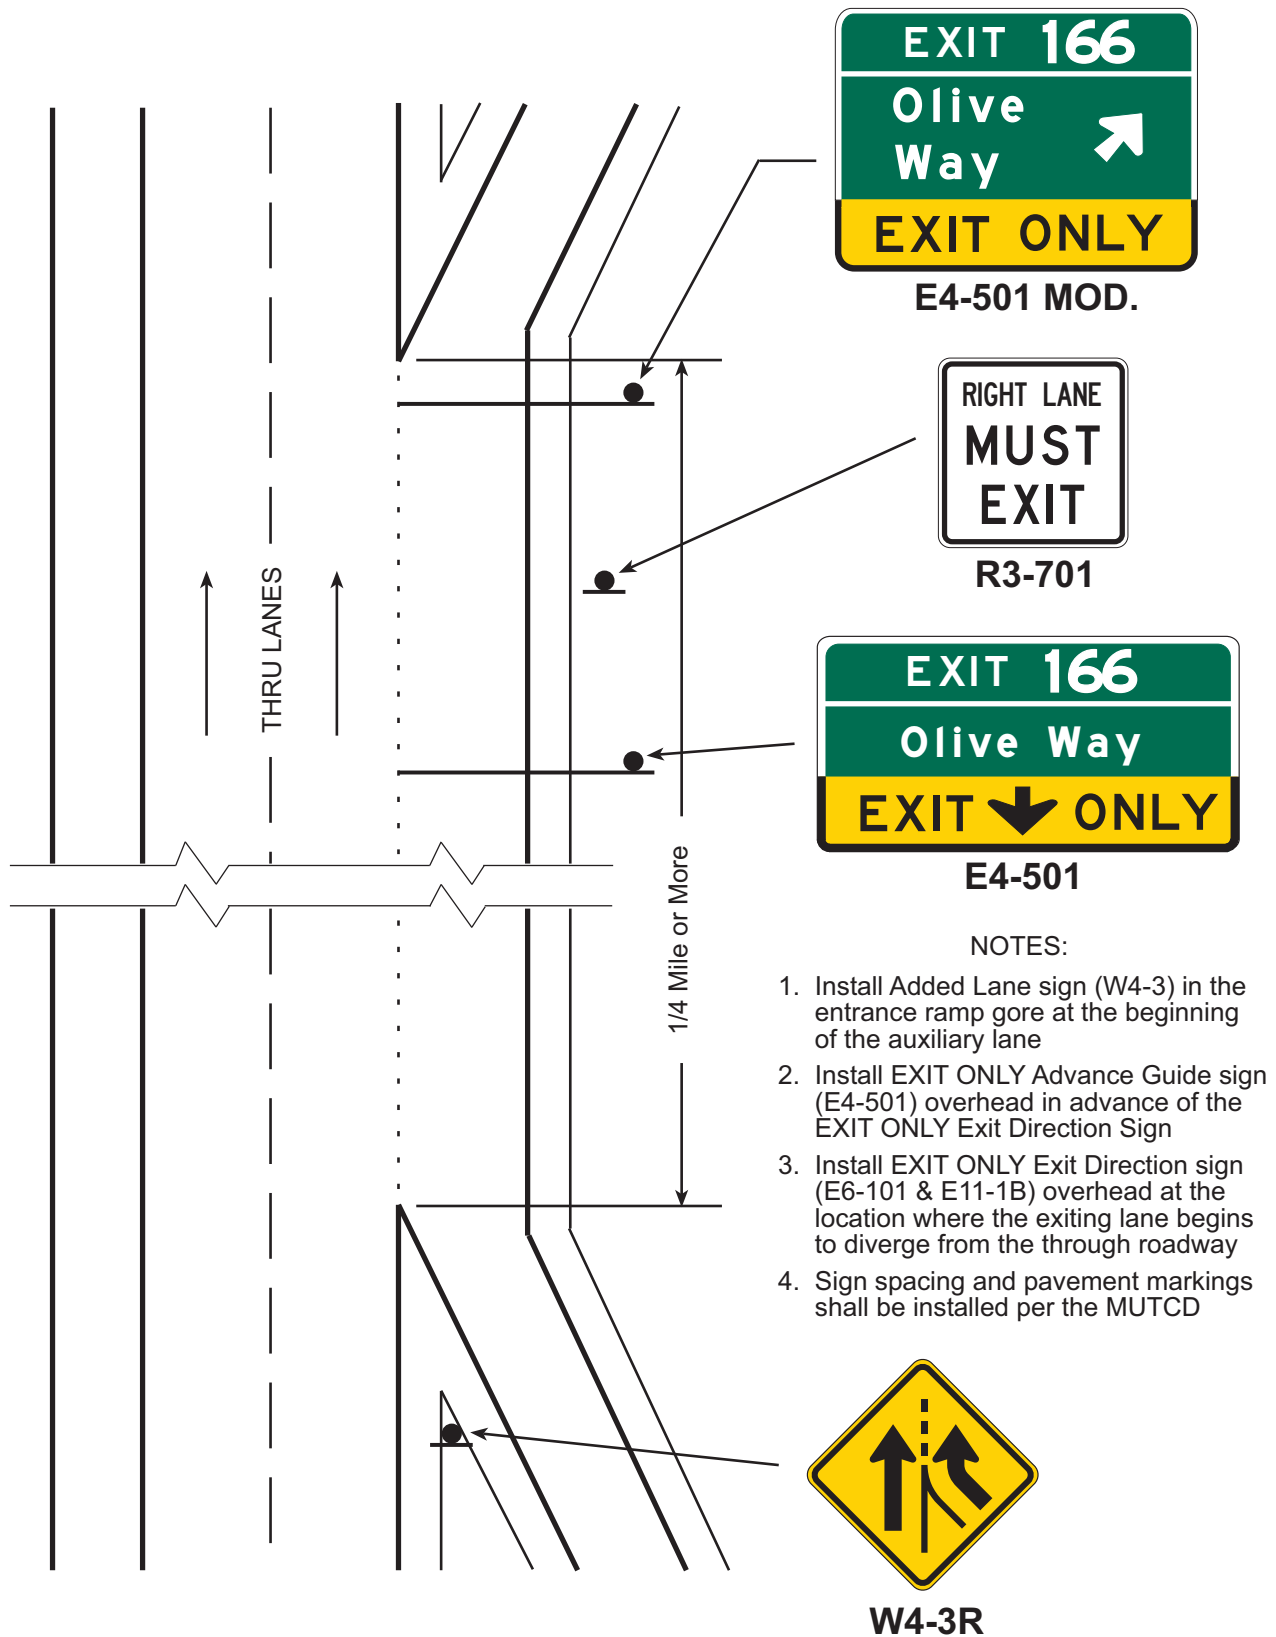 EXIT 166
Olive
Way
EXIT ONLY
E4-501 MOD.
RIGHT LANE
MUST
EXIT
R3-701
THRU LANES
EXIT 166
Olive Way
EXIT ONLY
E4-501
1/4 Mile or More
NOTES:
1. Install Added Lane sign (W4-3) in the
entrance ramp gore at the beginning
of the auxiliary lane
2. Install EXIT ONLY Advance Guide sign
(E4-501) overhead in advance of the
EXIT ONLY Exit Direction Sign
3. Install EXIT ONLY Exit Direction sign
(E6-101 & E11-1B) overhead at the
location where the exiting lane begins
to diverge from the through roadway
4. Sign spacing and pavement markings
shall be installed per the MUTCD
W4-3R